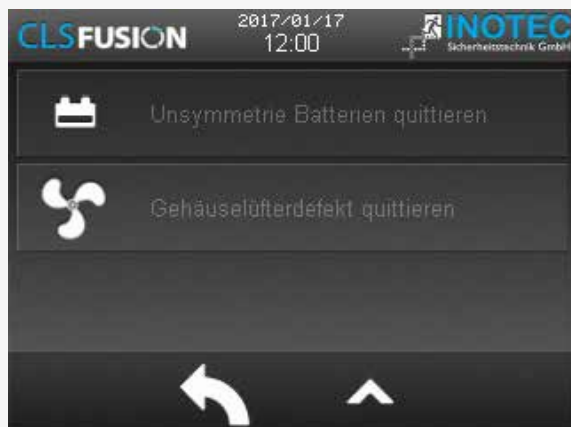 CLSFUSION
2017/01/17
12:00
INOTEC
Sicherheitstechnik GmbH
Unsymmetrie Batterien quittieren
Gehäuselüfterdefekt quittieren